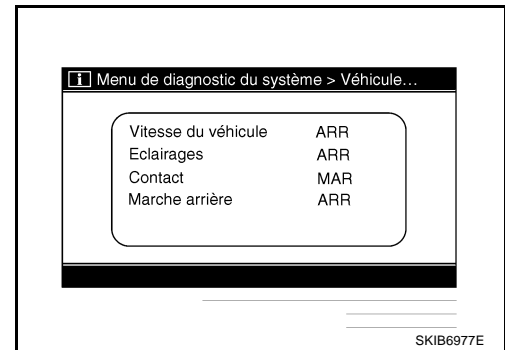 i Menu de diagnostic du système > Véhicule...
Vitesse du véhicule ARR
Eclairages ARR
Contact MAR
Marche arrière ARR
SKIB6977E